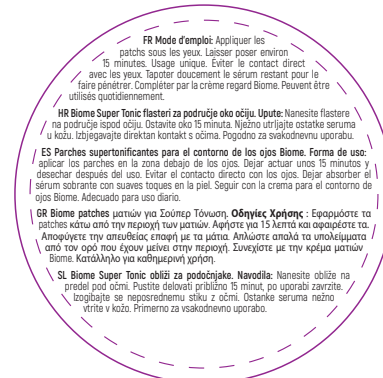 FR Mode d'emploi: Appliquer les
patchs sous les yeux. Laisser poser environ
15 minutes. Usage unique. Éviter le contact direct
avec les yeux. Tapoter doucement le sérum restant pour le
faire pénétrer. Compléter par la crème regard Biome. Peuvent être
utilisés quotidiennement.
HR Biome Super Tonic flasteri za područje oko očiju. Upute: Nanesite flastere
na područje ispod očiju. Ostavite oko 15 minuta. Nježno utrljajte ostatke seruma
u kožu. Izbjegavajte direktan kontakt s očima. Pogodno za svakodnevnu uporabu.
ES Parches supertonificantes para el contorno de los ojos Biome. Forma de uso:
aplicar los parches en la zona debajo de los ojos. Dejar actuar unos 15 minutos y
desechar después del uso. Evitar el contacto directo con los ojos. Dejar absorber el
sérum sobrante con suaves toques en la piel. Seguir con la crema para el contorno de
ojos Biome. Adecuado para uso diario.
GR Biome patches ματιών για Σούπερ Τόνωση. Οδηγίες Χρήσης : Εφαρμόστε τα
patches κάτω από την περιοχή των ματιών. Αφήστε για 15 λεπτά και αφαιρέστε τα.
Αποφύγετε την απευθείας επαφή με τα μάτια. Απλώστε απαλά τα υπολείμματα
από τον ορό που έχουν μείνει στην περιοχή. Συνεχίστε με την κρέμα ματιών
Biome. Κατάλληλο για καθημερινή χρήση.
SL Biome Super Tonic obliži za podočnjake. Navodila: Nanesite obliže na
predel pod očmi. Pustite delovati približno 15 minut, po uporabi zavrzite.
Izogibajte se neposrednemu stiku z očmi. Ostanke seruma nežno
vtrite v kožo. Primerno za vsakodnevno uporabo.